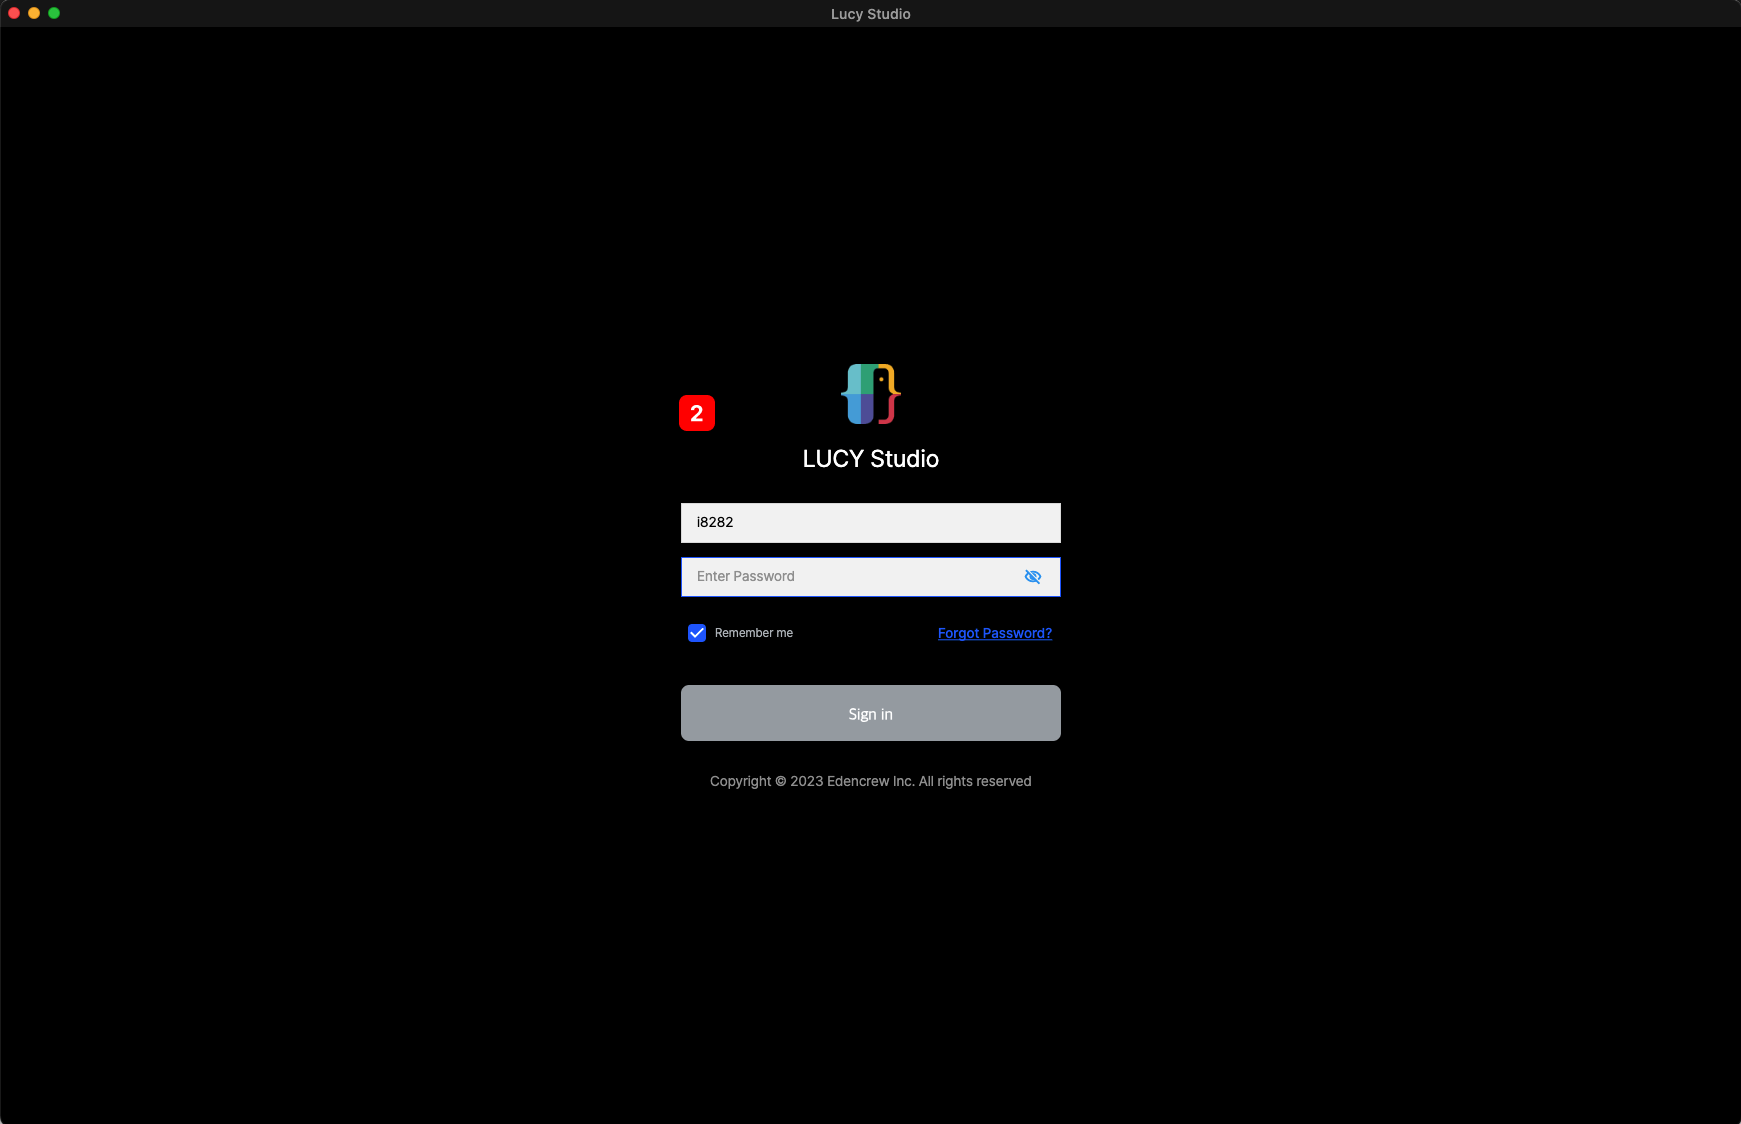 Lucy Studio
2
LUCY Studio
i8282
Enter Password
Remember me
Forgot Password?
Sign in
Copyright © 2023 Edencrew Inc. All rights reserved